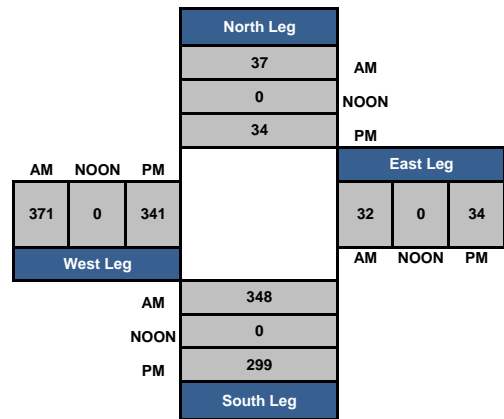 North Leg
37 AM
0 NOON
34 PM
AM NOON PM
East Leg
371 0 341
32 0 34
West Leg
AM NOON PM
AM 348
NOON 0
PM 299
South Leg